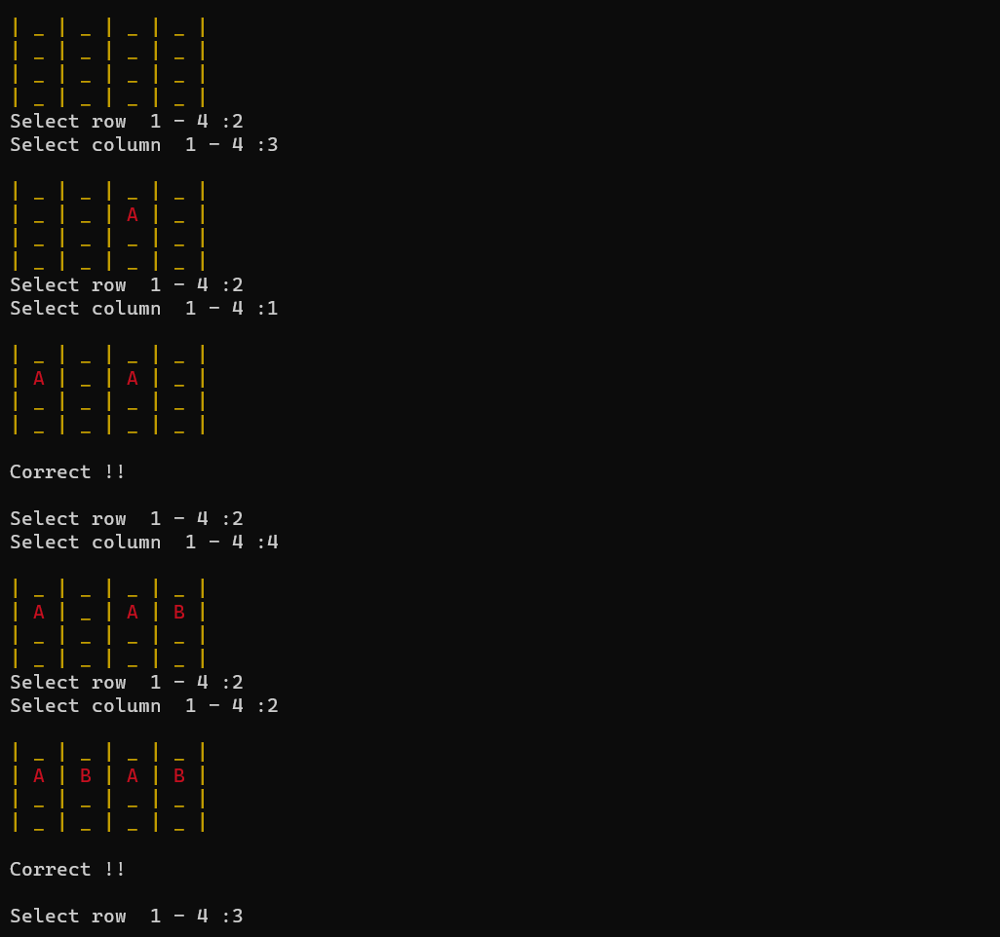 | _ | _ | _ | _ |
| _ | _ | _ | _ |
| _ | _ | _ | _ |
| _ | _ | _ | _ |
Select row  1 - 4 :2
Select column  1 - 4 :3
| _ | _ | _ | _ |
| _ | _ | A | _ |
| _ | _ | _ | _ |
| _ | _ | _ | _ |
Select row  1 - 4 :2
Select column  1 - 4 :1
| _ | _ | _ | _ |
| A | _ | A | _ |
| _ | _ | _ | _ |
| _ | _ | _ | _ |
Correct !!
Select row  1 - 4 :2
Select column  1 - 4 :4
| _ | _ | _ | _ |
| A | _ | A | B |
| _ | _ | _ | _ |
| _ | _ | _ | _ |
Select row  1 - 4 :2
Select column  1 - 4 :2
| _ | _ | _ | _ |
| A | B | A | B |
| _ | _ | _ | _ |
| _ | _ | _ | _ |
Correct !!
Select row  1 - 4 :3